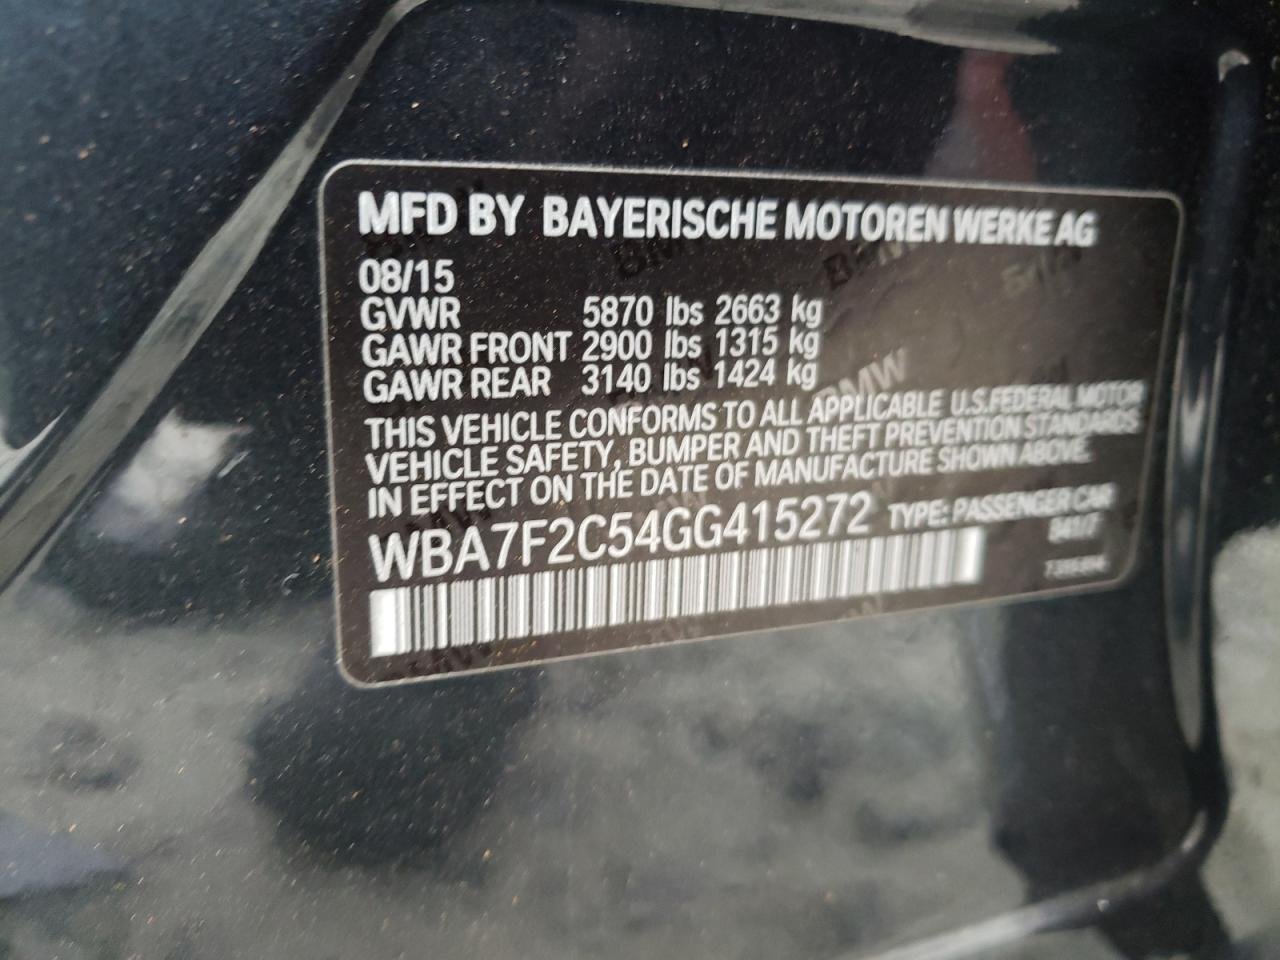 MFD BY BAYERISCHE MOTOREN WERKE AG
08/15
GVWR 5870 lbs 2663 kg
GAWR FRONT 2900 lbs 1315 kg
GAWR REAR 3140 lbs 1424 kg
THIS VEHICLE CONFORMS TO ALL APPLICABLE U.S. FEDERAL MOTOR
VEHICLE SAFETY, BUMPER AND THEFT PREVENTION STANDARDS
IN EFFECT ON THE DATE OF MANUFACTURE SHOWN ABOVE.
WBA7F2C54GG415272 TYPE: PASSENGER CAR